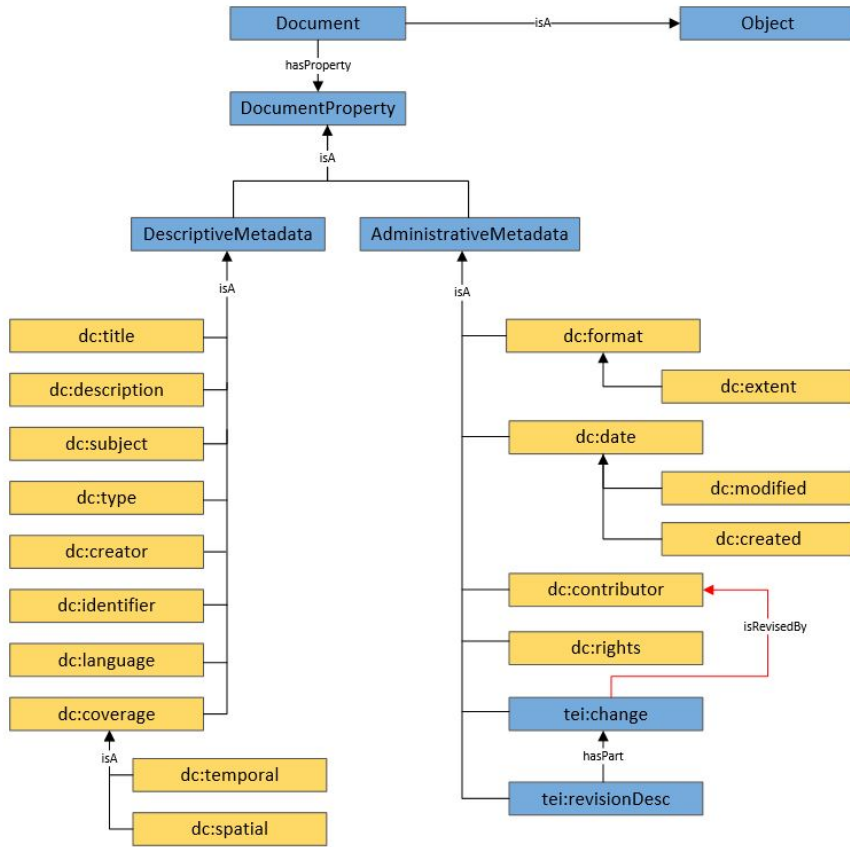 Document
isA
Object
hasProperty
DocumentProperty
isA
DescriptiveMetadata
AdministrativeMetadata
isA
isA
dc:title
dc:description
dc:subject
dc:type
dc:creator
dc:identifier
dc:language
dc:coverage
isA
dc:temporal
dc:spatial
dc:format
dc:extent
dc:date
dc:modified
dc:created
dc:contributor
isRevisedBy
dc:rights
tei:change
hasPart
tei:revisionDesc